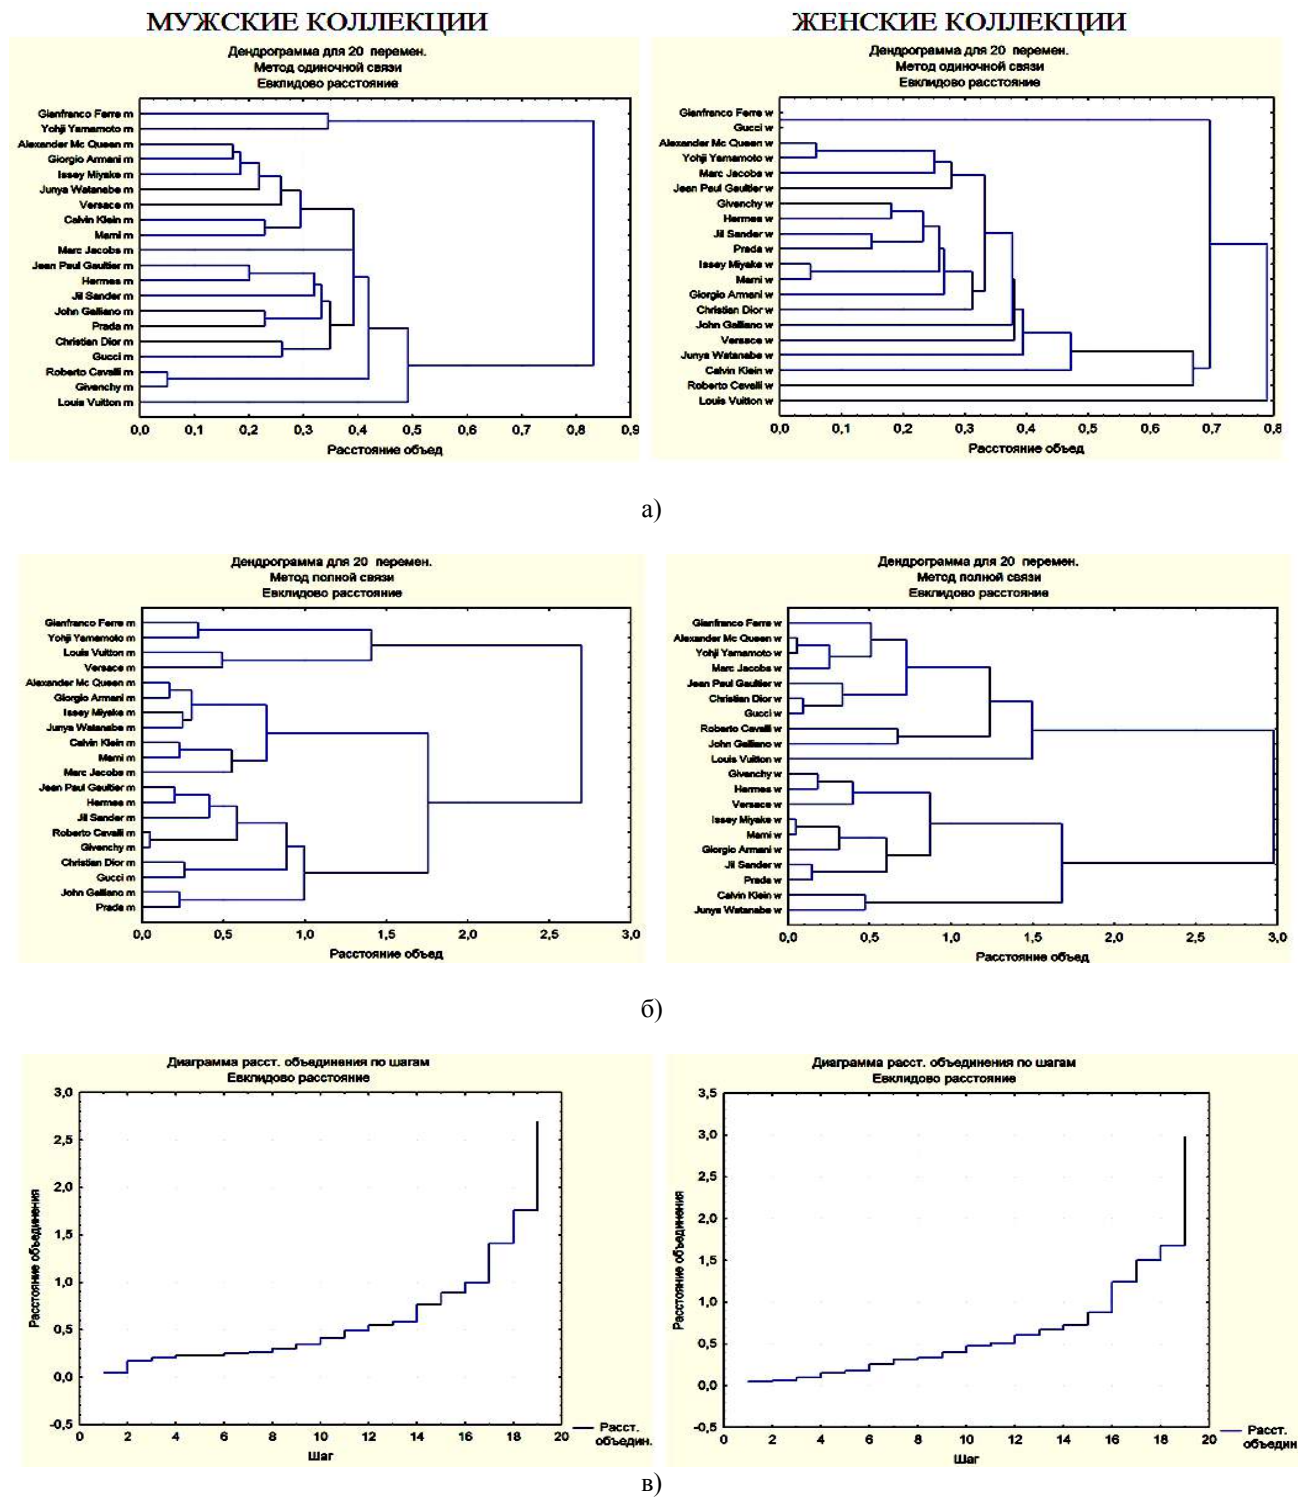 МУЖСКИЕ КОЛЛЕКЦИИ
ЖЕНСКИЕ КОЛЛЕКЦИИ
Дендрограмма для 20 перемен.
Метод одиночной связи
Евклидово расстояние
Gianfranco Ferre m
Yohji Yamamoto m
Alexander Mc Queen m
Giorgio Armani m
Issey Miyake m
Junya Watanabe m
Versace m
Calvin Klein m
Marni m
Marc Jacobs m
Jean Paul Gaultier m
Hermes m
Jil Sander m
John Galliano m
Prada m
Christian Dior m
Gucci m
Roberto Cavalli m
Givenchy m
Louis Vuitton m
0,0 0,1 0,2 0,3 0,4 0,5 0,6 0,7 0,8 0,9
Расстояние объед
Дендрограмма для 20 перемен.
Метод одиночной связи
Евклидово расстояние
Gianfranco Ferre w
Gucci w
Alexander Mc Queen w
Yohji Yamamoto w
Marc Jacobs w
Jean Paul Gaultier w
Givenchy w
Hermes w
Jil Sander w
Prada w
Issey Miyake w
Marni w
Giorgio Armani w
Christian Dior w
John Galliano w
Versace w
Junya Watanabe w
Calvin Klein w
Roberto Cavalli w
Louis Vuitton w
0,0 0,1 0,2 0,3 0,4 0,5 0,6 0,7 0,8
Расстояние объед
а)
Дендрограмма для 20 перемен.
Метод полной связи
Евклидово расстояние
Gianfranco Ferre m
Yohji Yamamoto m
Louis Vuitton m
Versace m
Alexander Mc Queen m
Giorgio Armani m
Issey Miyake m
Junya Watanabe m
Calvin Klein m
Marni m
Marc Jacobs m
Jean Paul Gaultier m
Hermes m
Jil Sander m
Roberto Cavalli m
Givenchy m
Christian Dior m
Gucci m
John Galliano m
Prada m
0,0 0,5 1,0 1,5 2,0 2,5 3,0
Расстояние объед
Дендрограмма для 20 перемен.
Метод полной связи
Евклидово расстояние
Gianfranco Ferre w
Alexander Mc Queen w
Yohji Yamamoto w
Marc Jacobs w
Jean Paul Gaultier w
Christian Dior w
Gucci w
Roberto Cavalli w
John Galliano w
Louis Vuitton w
Givenchy w
Hermes w
Versace w
Issey Miyake w
Marni w
Giorgio Armani w
Jil Sander w
Prada w
Calvin Klein w
Junya Watanabe w
0,0 0,5 1,0 1,5 2,0 2,5 3,0
Расстояние объед
б)
Диаграмма расст. объединения по шагам
Евклидово расстояние
3,0
2,5
2,0
1,5
1,0
0,5
0,0
-0,5
Расстояние объединения
0 2 4 6 8 10 12 14 16 18 20
Шаг
Расст.
объедин.
Диаграмма расст. объединения по шагам
Евклидово расстояние
3,5
3,0
2,5
2,0
1,5
1,0
0,5
0,0
-0,5
Расстояние объединения
0 2 4 6 8 10 12 14 16 18 20
Шаг
Расст.
объедин
в)